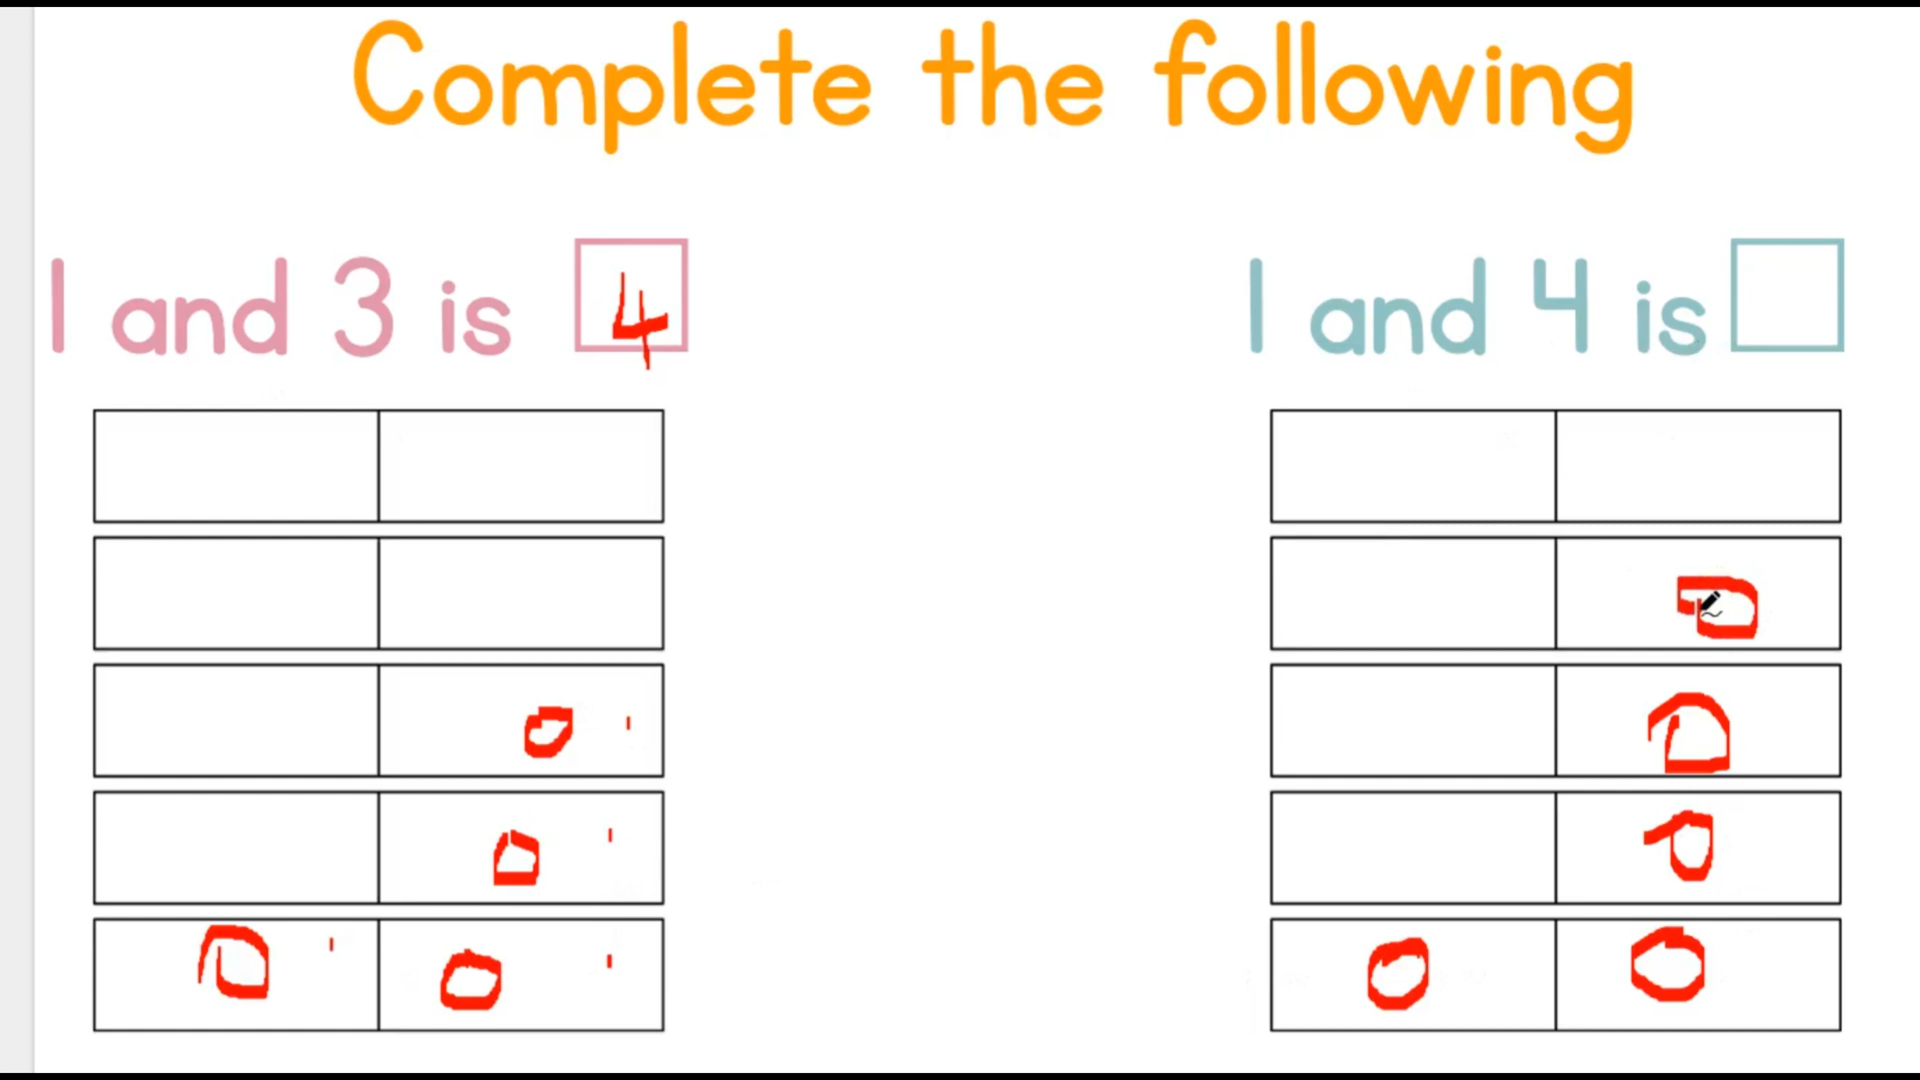 Complete the following
1 and 3 is 4
1 and 4 is